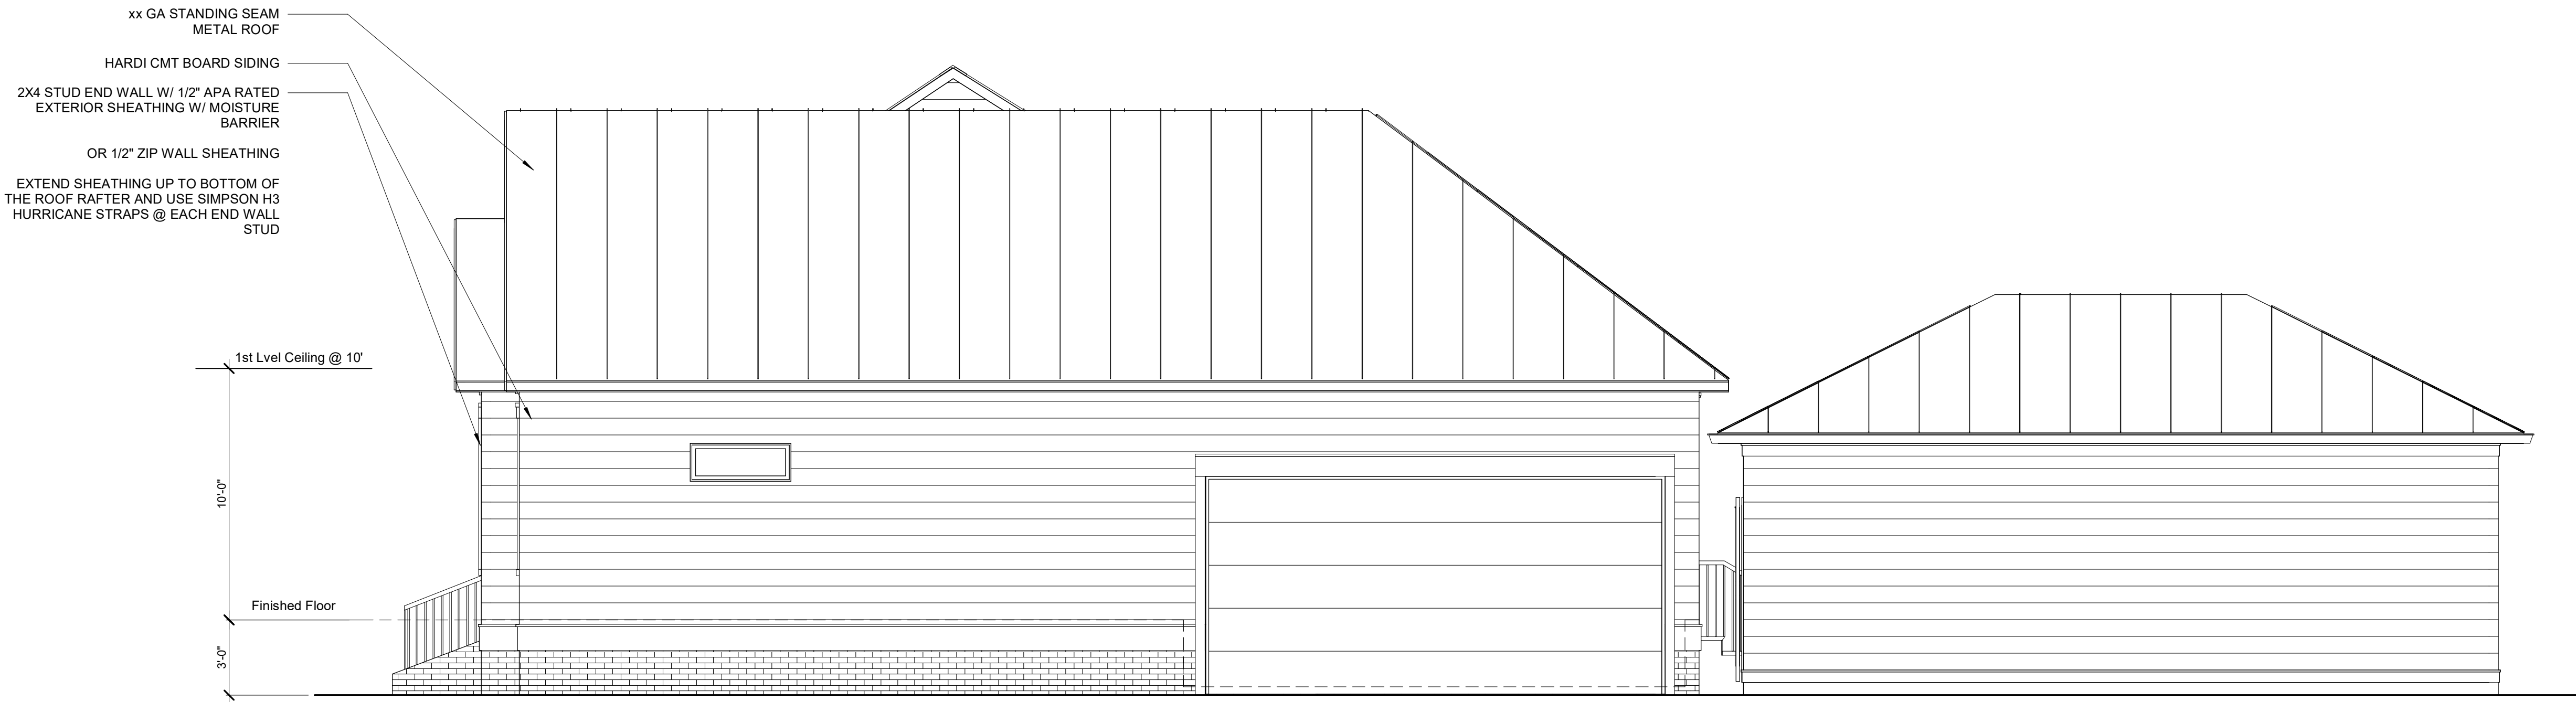 xx GA STANDING SEAM
METAL ROOF
HARDI CMT BOARD SIDING
2X4 STUD END WALL W/ 1/2" APA RATED
EXTERIOR SHEATHING W/ MOISTURE
BARRIER
OR 1/2" ZIP WALL SHEATHING
EXTEND SHEATHING UP TO BOTTOM OF
THE ROOF RAFTER AND USE SIMPSON H3
HURRICANE STRAPS @ EACH END WALL
STUD
1st Lvel Ceiling @ 10'
10'-0"
Finished Floor
3'-0"